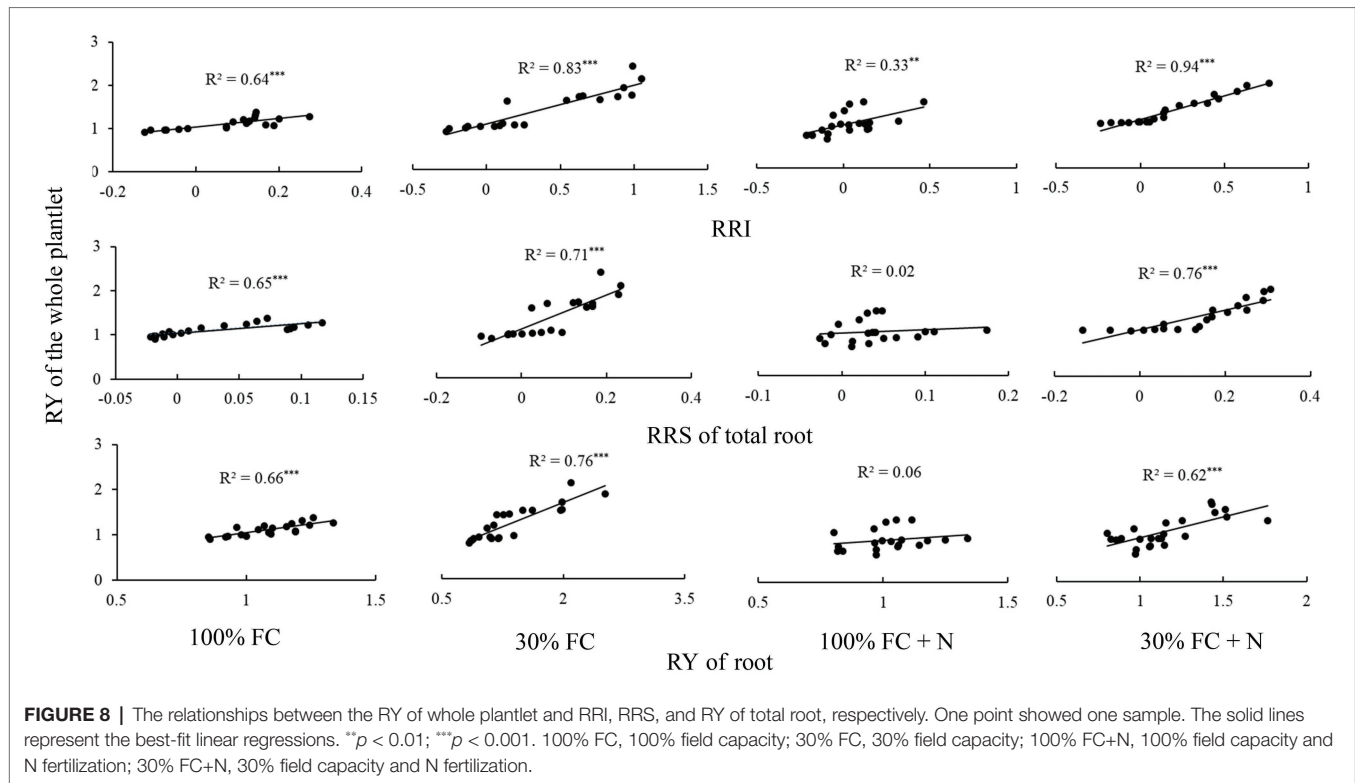 3
2
1
0
R² = 0.64***
R² = 0.83***
R² = 0.33**
R² = 0.94***
-0.2 0 0.2 0.4
-0.5 0 0.5 1 1.5
-0.5 0 0.5 1
-0.5 0 0.5 1
RRI
RY of the whole plantlet
3
2
1
0
R² = 0.65***
R² = 0.71***
R² = 0.02
R² = 0.76***
-0.05 0 0.05 0.1 0.15
-0.2 0 0.2 0.4
-0.1 0 0.1 0.2
-0.2 0 0.2 0.4
RRS of total root
3
2
1
0
R² = 0.66***
R² = 0.76***
R² = 0.06
R² = 0.62***
0.5 1 1.5
0.5 2 3.5
0.5 1 1.5
0.5 1 1.5 2
100% FC
30% FC
100% FC + N
30% FC + N
RY of root
FIGURE 8 | The relationships between the RY of whole plantlet and RRI, RRS, and RY of total root, respectively. One point showed one sample. The solid lines
represent the best-fit linear regressions. **p < 0.01; ***p < 0.001. 100% FC, 100% field capacity; 30% FC, 30% field capacity; 100% FC+N, 100% field capacity and
N fertilization; 30% FC+N, 30% field capacity and N fertilization.